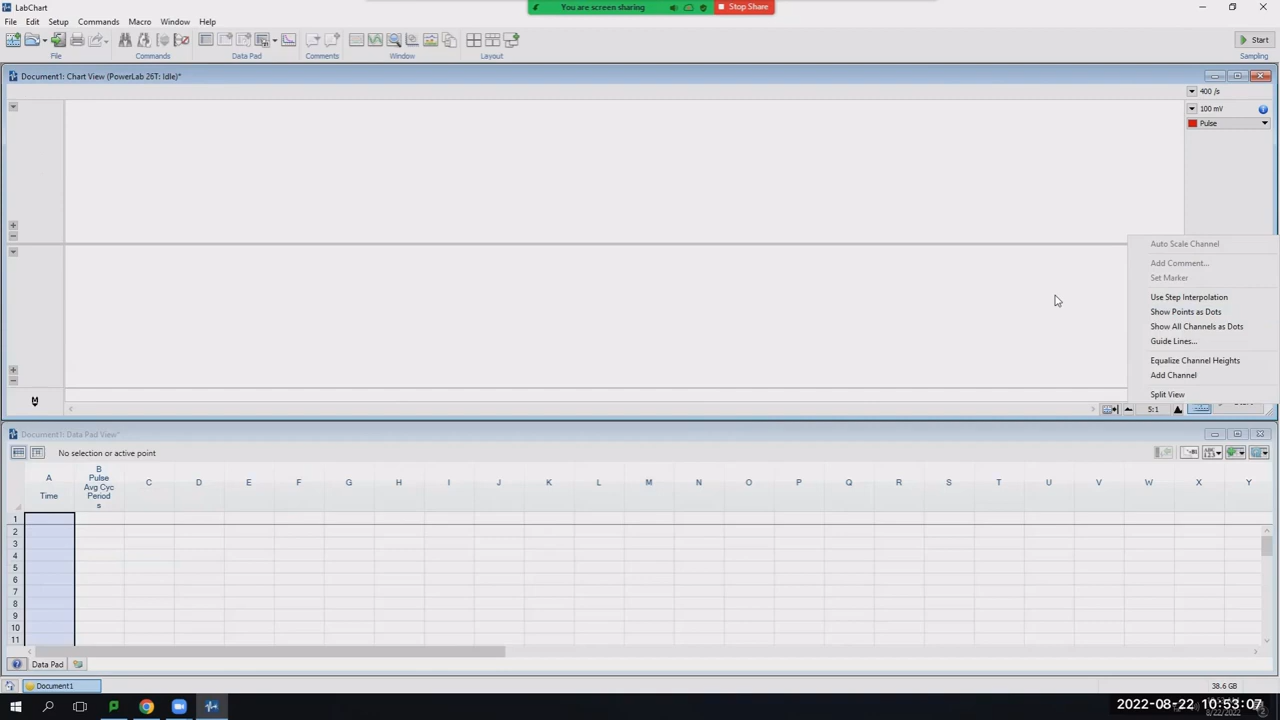 LabChart
You are screen sharing
Stop Share
File Edit Setup Commands Macro Window Help
File
Commands
Data Pad
Comments
Window
Layout
Start
Sampling
Document1: Chart View (PowerLab 26T: Idle)*
400 /s
100 mV
Pulse
Auto Scale Channel
Add Comment...
Set Marker
Use Step Interpolation
Show Points as Dots
Show All Channels as Dots
Guide Lines...
Equalize Channel Heights
Add Channel
Split View
M
5:1
Document1: Data Pad View*
No selection or active point
A B C D E F G H I J K L M N O P Q R S T U V W X Y
Time
Pulse
Avg Cyc
Period
s
1
2
3
4
5
6
7
8
9
10
11
Data Pad
Document1
38.6 GB
2022-08-22 10:53:07